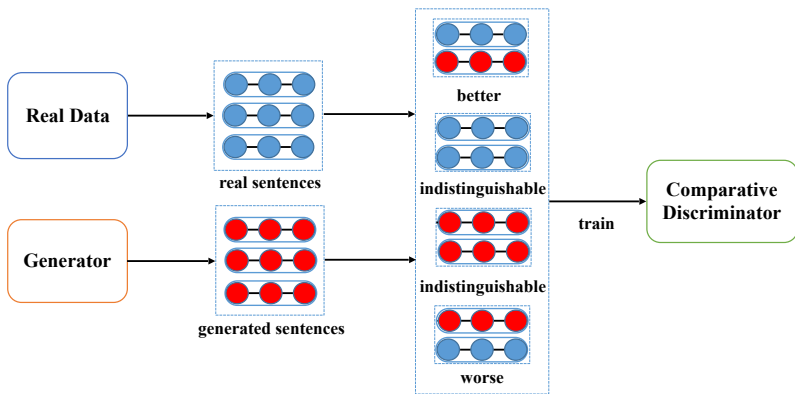 Real Data
real sentences
Generator
generated sentences
better
indistinguishable
indistinguishable
worse
train
Comparative
Discriminator